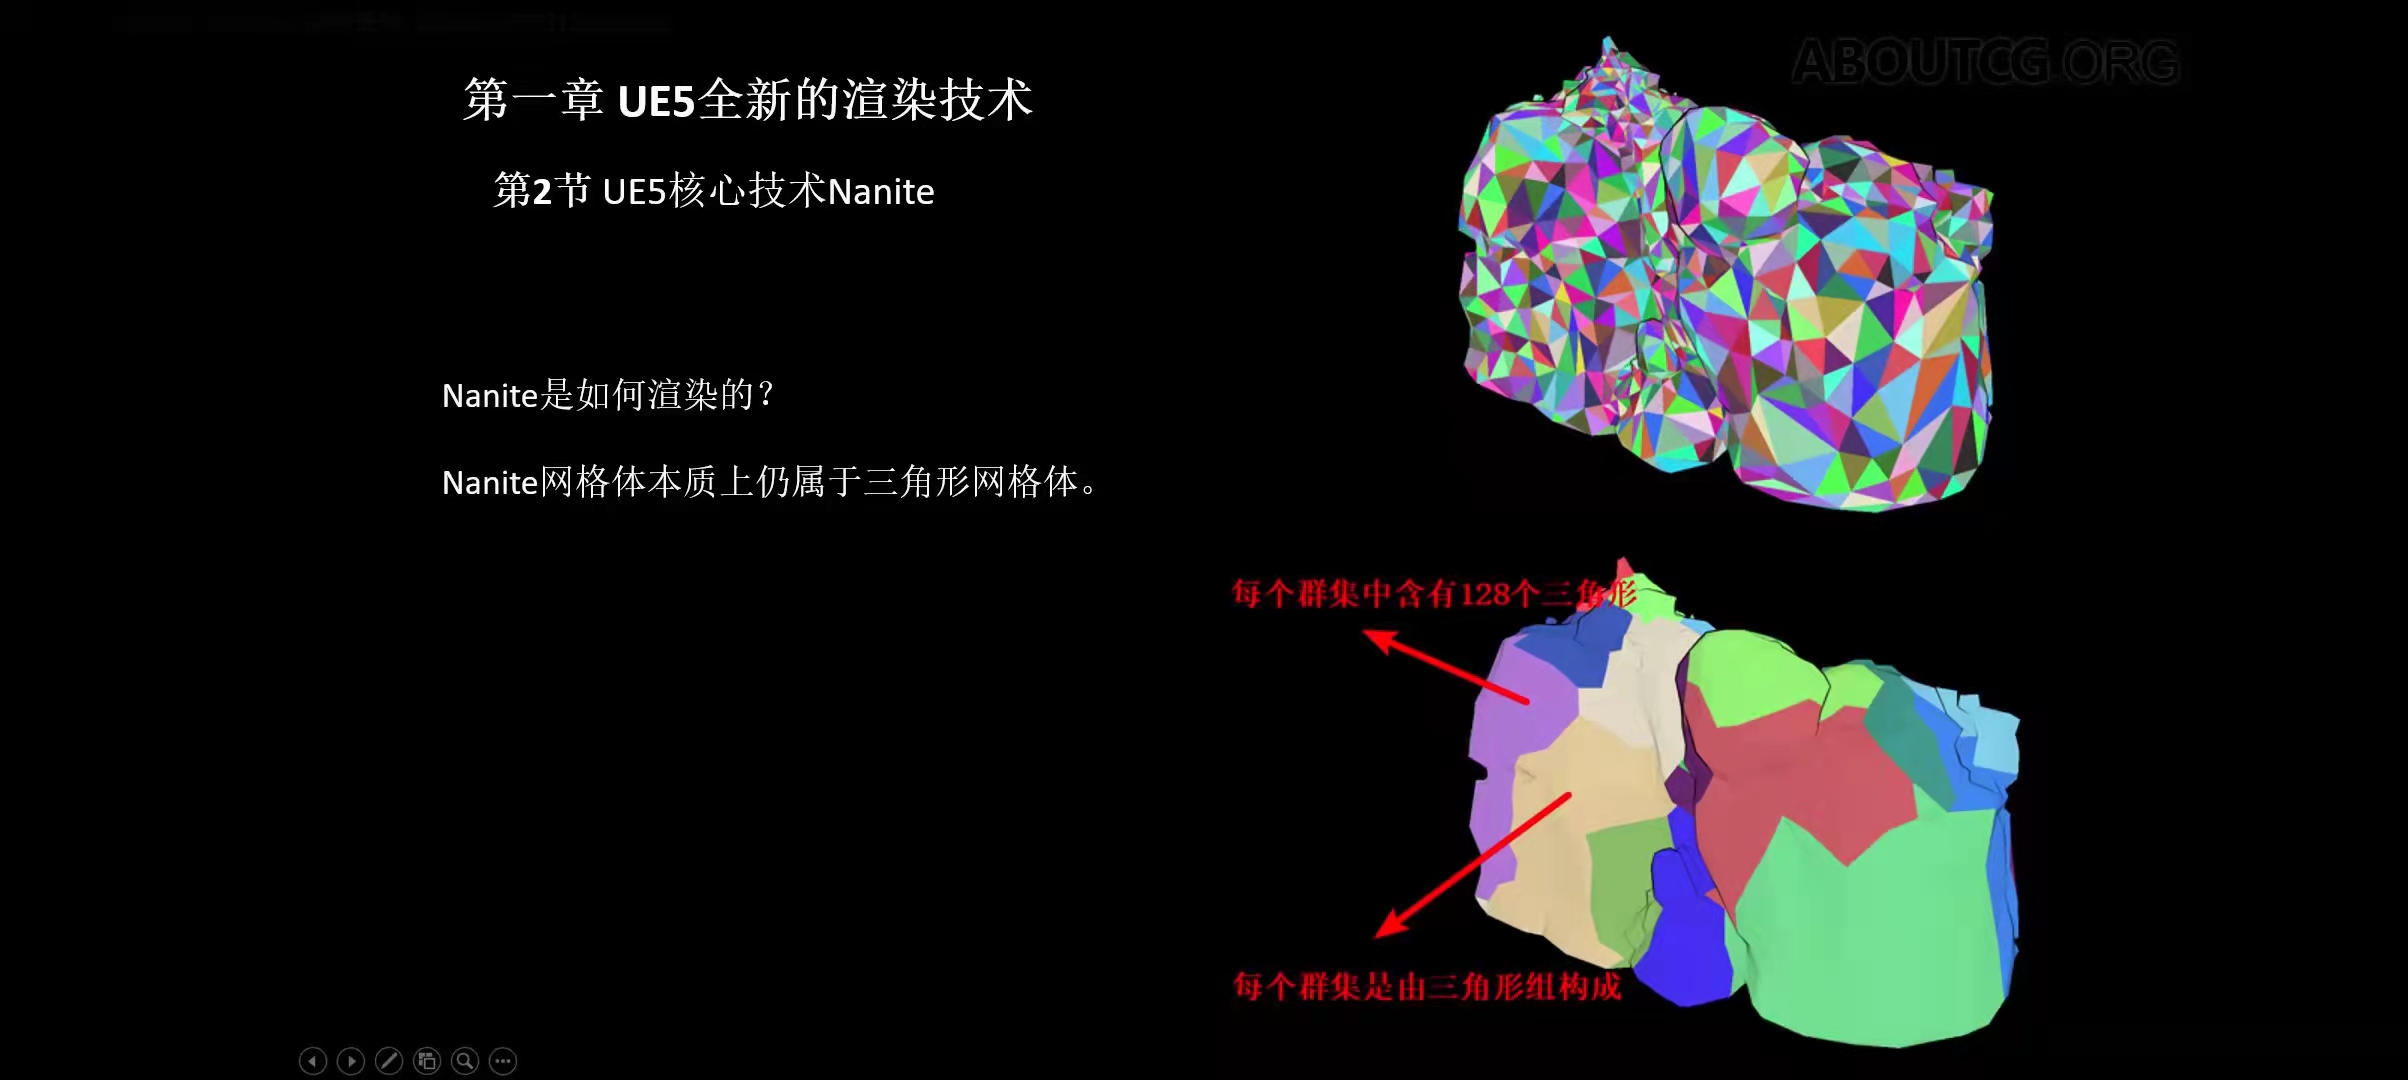 ABOUTCG.ORG
第一章 UE5全新的渲染技术
第2节 UE5核心技术Nanite
Nanite是如何渲染的？
Nanite网格体本质上仍属于三角形网格体。
每个群集中含有128个三角形
每个群集是由三角形组构成